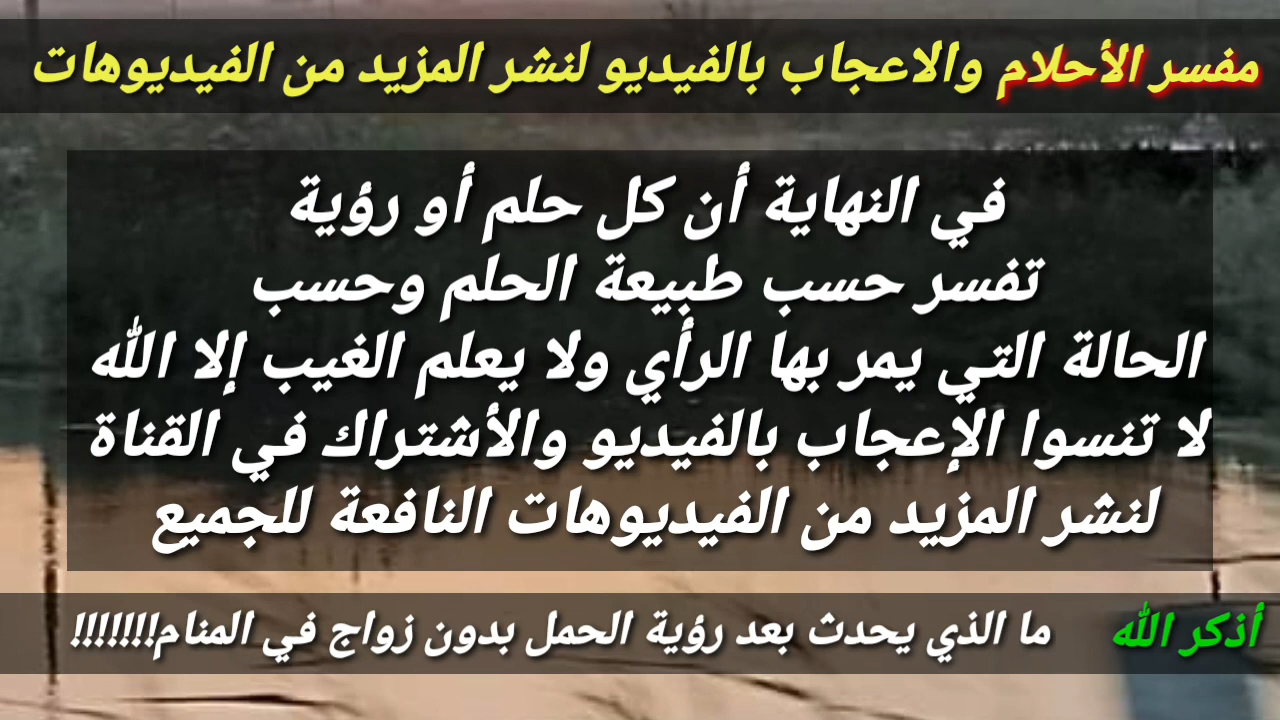 مفسر الأحلام والاعجاب بالفيديو لنشر المزيد من الفيديوهات
في النهاية أن كل حلم أو رؤية
تفسر حسب طبيعة الحلم وحسب
الحالة التي يمر بها الرأي ولا يعلم الغيب إلا الله
لا تنسوا الإعجاب بالفيديو والأشتراك في القناة
لنشر المزيد من الفيديوهات النافعة للجميع
أذكر الله ما الذي يحدث بعد رؤية الحمل بدون زواج في المنام!!!!!!!